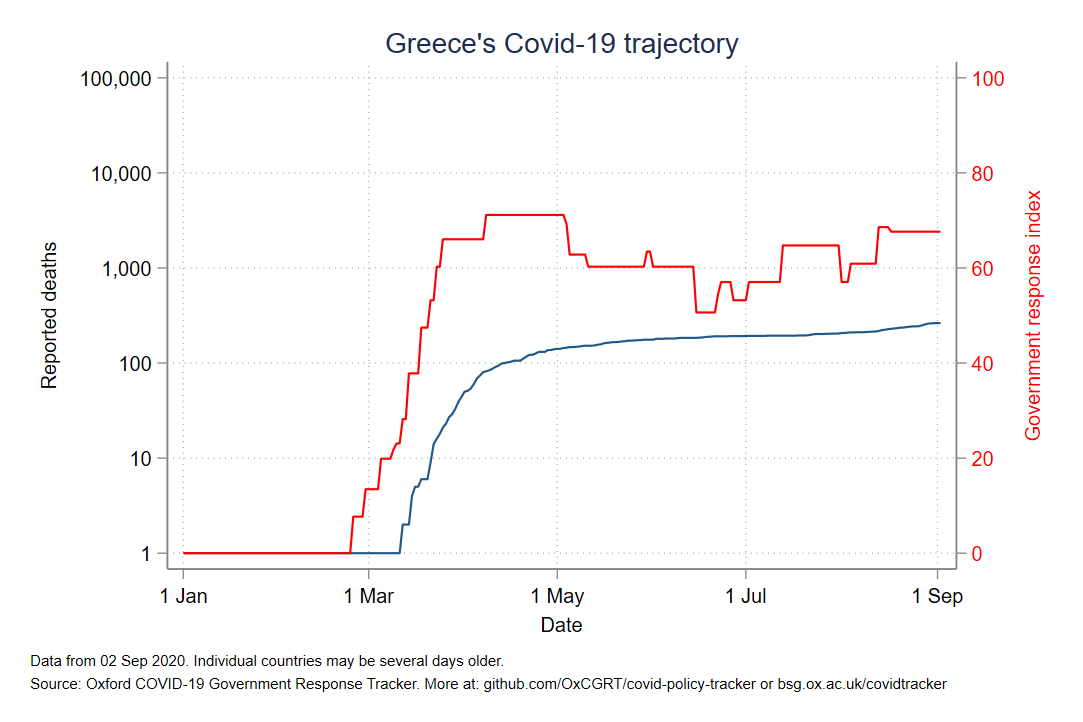 Greece's Covid-19 trajectory
100,000
10,000
1,000
100
10
1
Reported deaths
100
80
60
40
20
0
Government response index
1 Jan
1 Mar
1 May
1 Jul
1 Sep
Date
Data from 02 Sep 2020. Individual countries may be several days older.
Source: Oxford COVID-19 Government Response Tracker. More at: github.com/OxCGRT/covid-policy-tracker or bsg.ox.ac.uk/covidtracker